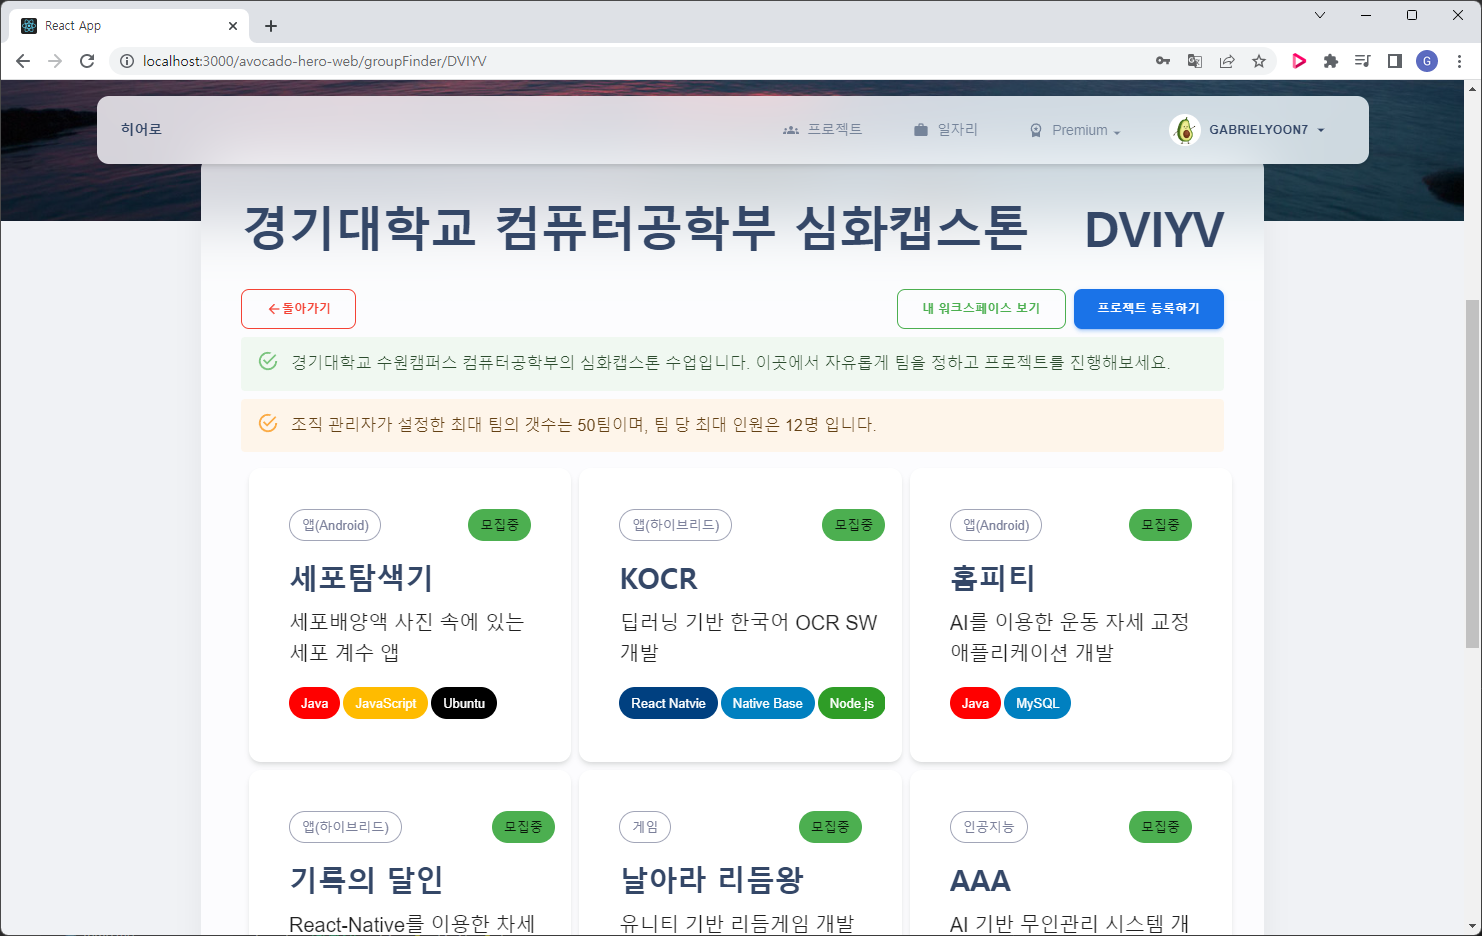 React App
localhost:3000/avocado-hero-web/groupFinder/DVIYV
G
히어로
프로젝트
일자리
Premium
GABRIELYOON7
경기대학교 컴퓨터공학부 심화캡스톤 DVIYV
돌아가기
내 워크스페이스 보기
프로젝트 등록하기
경기대학교 수원캠퍼스 컴퓨터공학부의 심화캡스톤 수업입니다. 이곳에서 자유롭게 팀을 정하고 프로젝트를 진행해보세요.
조직 관리자가 설정한 최대 팀의 갯수는 50팀이며, 팀 당 최대 인원은 12명 입니다.
앱(Android)
모집중
세포탐색기
세포배양액 사진 속에 있는
세포 계수 앱
Java JavaScript Ubuntu
앱(하이브리드)
모집중
KOCR
딥러닝 기반 한국어 OCR SW
개발
React Natvie Native Base Node.js
앱(Android)
모집중
홈피티
AI를 이용한 운동 자세 교정
애플리케이션 개발
Java MySQL
앱(하이브리드)
모집중
기록의 달인
React-Native를 이용한 차세
게임
모집중
날아라 리듬왕
유니티 기반 리듬게임 개발
인공지능
모집중
AAA
AI 기반 무인관리 시스템 개